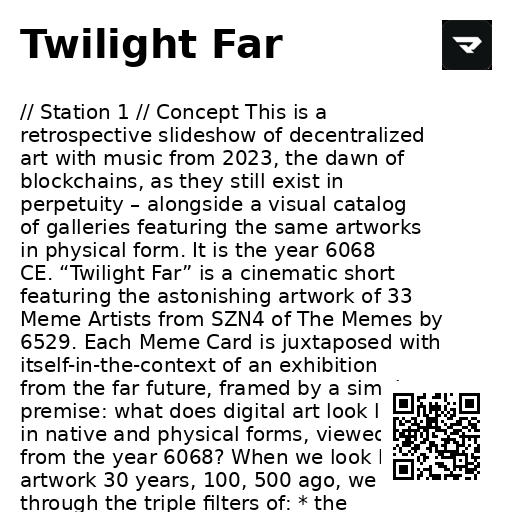 Twilight Far
// Station 1 // Concept This is a
retrospective slideshow of decentralized
art with music from 2023, the dawn of
blockchains, as they still exist in
perpetuity – alongside a visual catalog
of galleries featuring the same artworks
in physical form. It is the year 6068
CE. “Twilight Far” is a cinematic short
featuring the astonishing artwork of 33
Meme Artists from SZN4 of The Memes by
6529. Each Meme Card is juxtaposed with
itself-in-the-context of an exhibition
from the far future, framed by a
premise: what does digital art look
in native and physical forms, viewed
from the year 6068? When we look
artwork 30 years, 100, 500 ago, we
through the triple filters of: * the